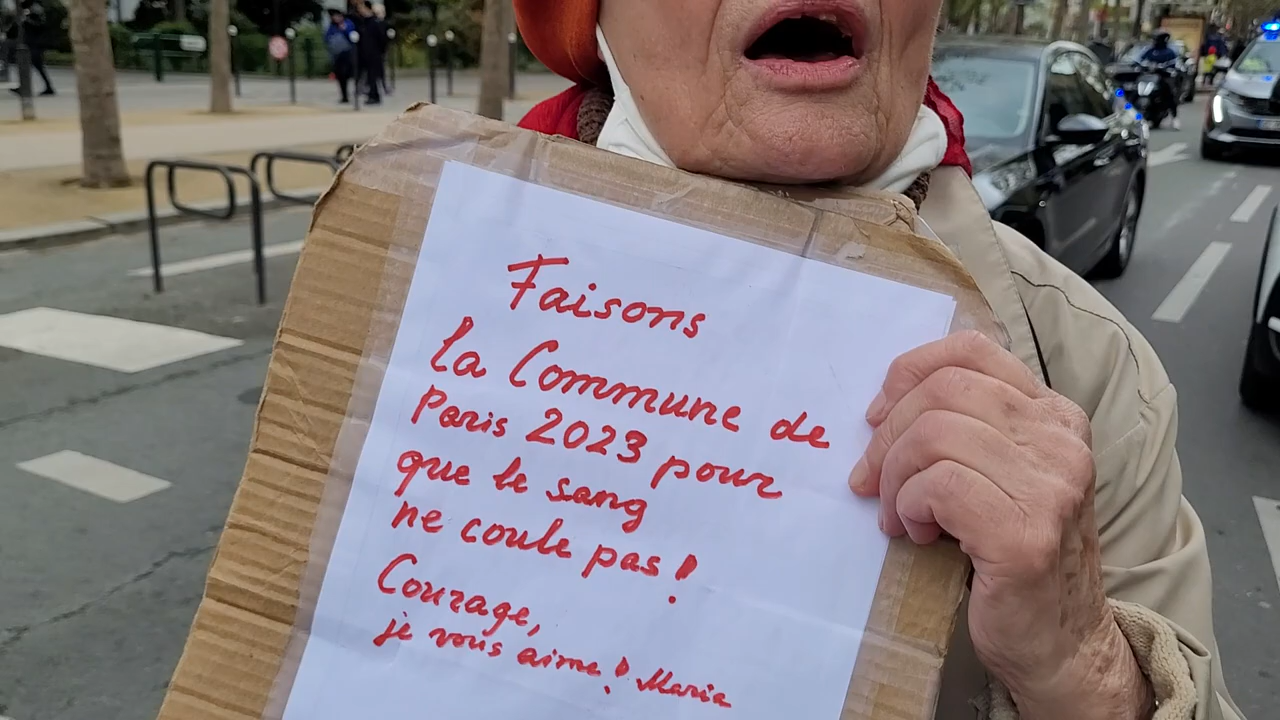 Faisons
la Commune de
Paris 2023 pour
que le sang
ne coule pas !
Courage,
je vous aime ! Maria